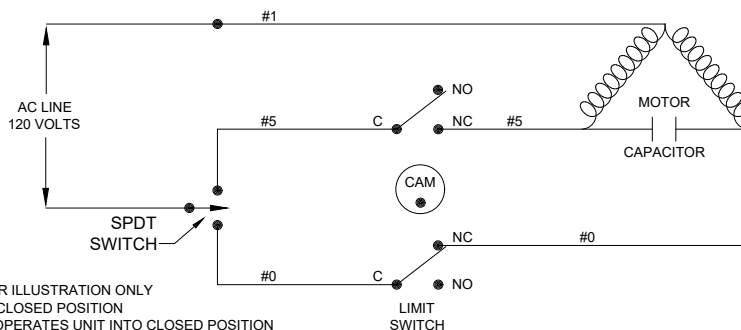 #1
AC LINE
120 VOLTS
NO
MOTOR
#5
C
NC
#5
CAPACITOR
CAM
SPDT
SWITCH
NC
#0
#0
C
NO
LIMIT
SWITCH
R ILLUSTRATION ONLY
CLOSED POSITION
OPERATES UNIT INTO CLOSED POSITION